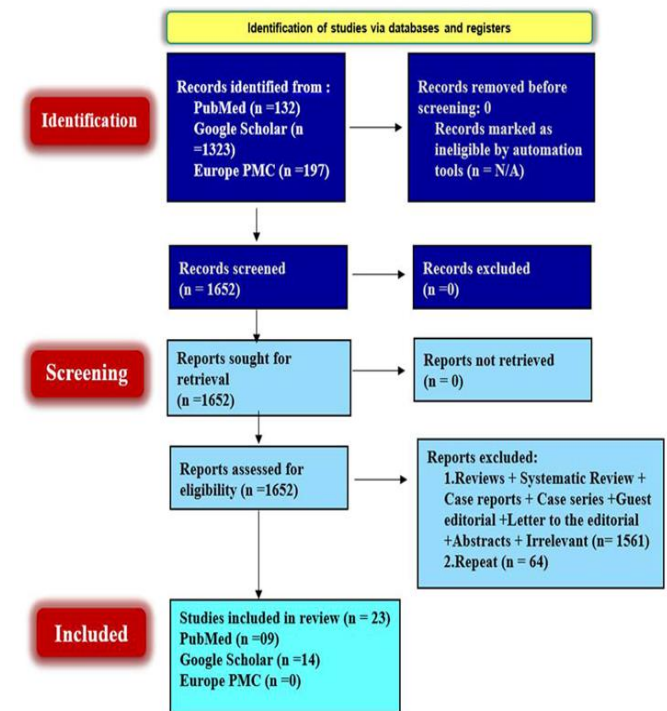 Identification of studies via databases and registers
Identification
Records identified from :
PubMed (n =132)
Google Scholar (n
=1323)
Europe PMC (n =197)
Records removed before
screening: 0
Records marked as
ineligible by automation
tools (n = N/A)
Records screened
(n = 1652)
Records excluded
(n =0)
Screening
Reports sought for
retrieval
(n =1652)
Reports not retrieved
(n = 0)
Reports assessed for
eligibility (n =1652)
Reports excluded:
1.Reviews + Systematic Review +
Case reports + Case series +Guest
editorial +Letter to the editorial
+Abstracts + Irrelevant (n= 1561)
2.Repeat (n = 64)
Included
Studies included in review (n = 23)
PubMed (n =09)
Google Scholar (n =14)
Europe PMC (n =0)